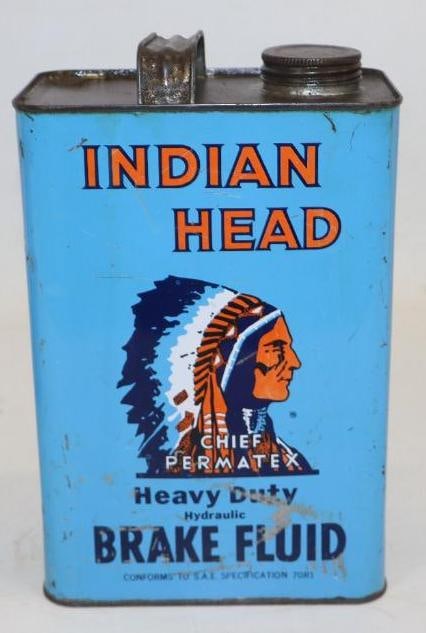 INDIAN
HEAD
®
CHIEF
PERMATEX
Heavy Duty
Hydraulic
BRAKE FLUID
CONFORMS TO S.A.E. SPECIFICATION 70R1